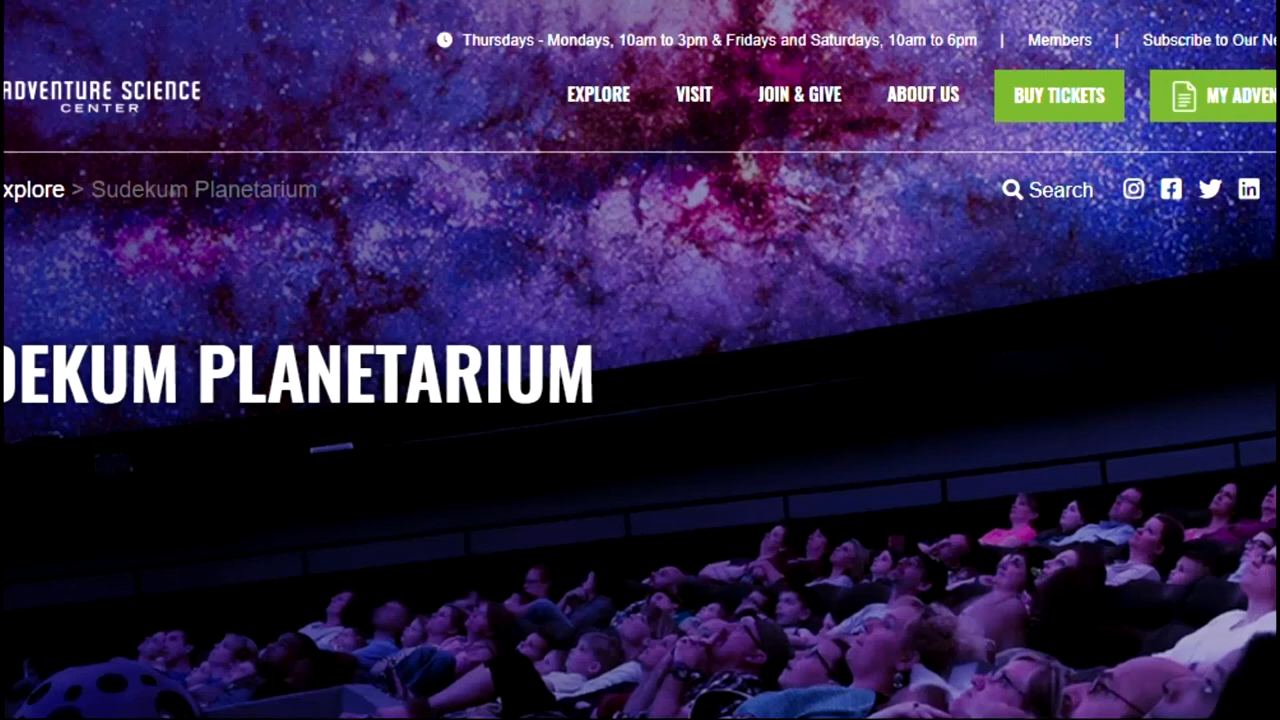 Thursdays - Mondays, 10am to 3pm & Fridays and Saturdays, 10am to 6pm | Members | Subscribe to Our Ne
ADVENTURE SCIENCE
CENTER
EXPLORE VISIT JOIN & GIVE ABOUT US BUY TICKETS MY ADVEN
xplore > Sudekum Planetarium
Search
DEKUM PLANETARIUM